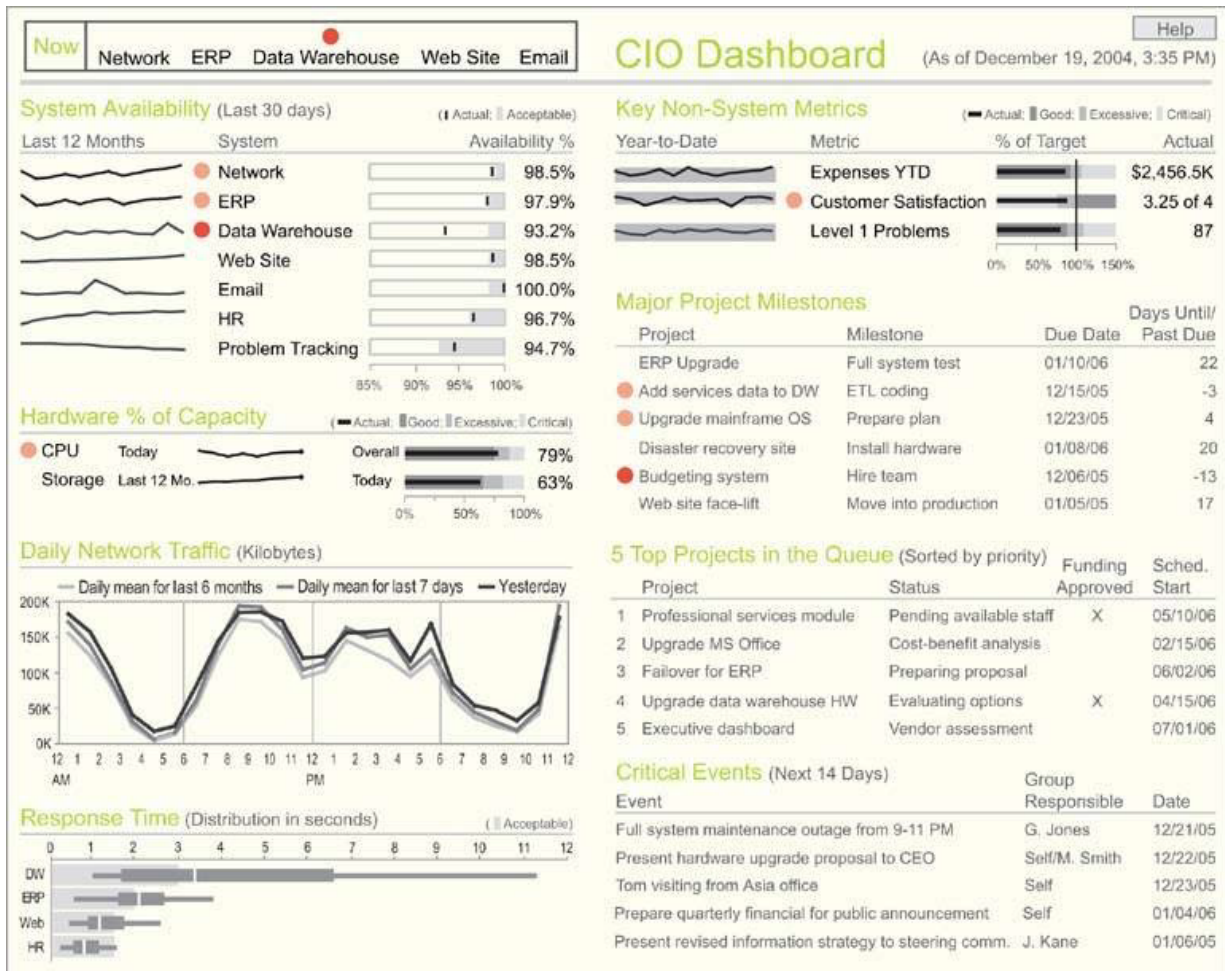 Now Network ERP Data Warehouse Web Site Email
CIO Dashboard
Help
(As of December 19, 2004, 3:35 PM)
System Availability (Last 30 days)
(Actual; Acceptable)
Last 12 Months System Availability %
Network 98.5%
ERP 97.9%
Data Warehouse 93.2%
Web Site 98.5%
Email 100.0%
HR 96.7%
Problem Tracking 94.7%
85% 90% 95% 100%
Hardware % of Capacity
(Actual; Good; Excessive; Critical)
CPU Today Overall 79%
Storage Last 12 Mo. Today 63%
0% 50% 100%
Daily Network Traffic (Kilobytes)
Daily mean for last 6 months Daily mean for last 7 days Yesterday
200K
150K
100K
50K
0K
12 1 2 3 4 5 6 7 8 9 10 11 12 1 2 3 4 5 6 7 8 9 10 11 12
AM PM
Response Time (Distribution in seconds)
(Acceptable)
0 1 2 3 4 5 6 7 8 9 10 11 12
DW
ERP
Web
HR
Key Non-System Metrics
(Actual; Good; Excessive; Critical)
Year-to-Date Metric % of Target Actual
Expenses YTD $2,456.5K
Customer Satisfaction 3.25 of 4
Level 1 Problems 87
0% 50% 100% 150%
Major Project Milestones
Days Until/
Project Milestone Due Date Past Due
ERP Upgrade Full system test 01/10/06 22
Add services data to DW ETL coding 12/15/05 -3
Upgrade mainframe OS Prepare plan 12/23/05 4
Disaster recovery site Install hardware 01/08/06 20
Budgeting system Hire team 12/06/05 -13
Web site face-lift Move into production 01/05/05 17
5 Top Projects in the Queue (Sorted by priority)
Funding Sched.
Project Status Approved Start
1 Professional services module Pending available staff X 05/10/06
2 Upgrade MS Office Cost-benefit analysis 02/15/06
3 Failover for ERP Preparing proposal 06/02/06
4 Upgrade data warehouse HW Evaluating options X 04/15/06
5 Executive dashboard Vendor assessment 07/01/06
Critical Events (Next 14 Days)
Group
Event Responsible Date
Full system maintenance outage from 9-11 PM G. Jones 12/21/05
Present hardware upgrade proposal to CEO Self/M. Smith 12/22/05
Tom visiting from Asia office Self 12/23/05
Prepare quarterly financial for public announcement Self 01/04/06
Present revised information strategy to steering comm. J. Kane 01/06/05